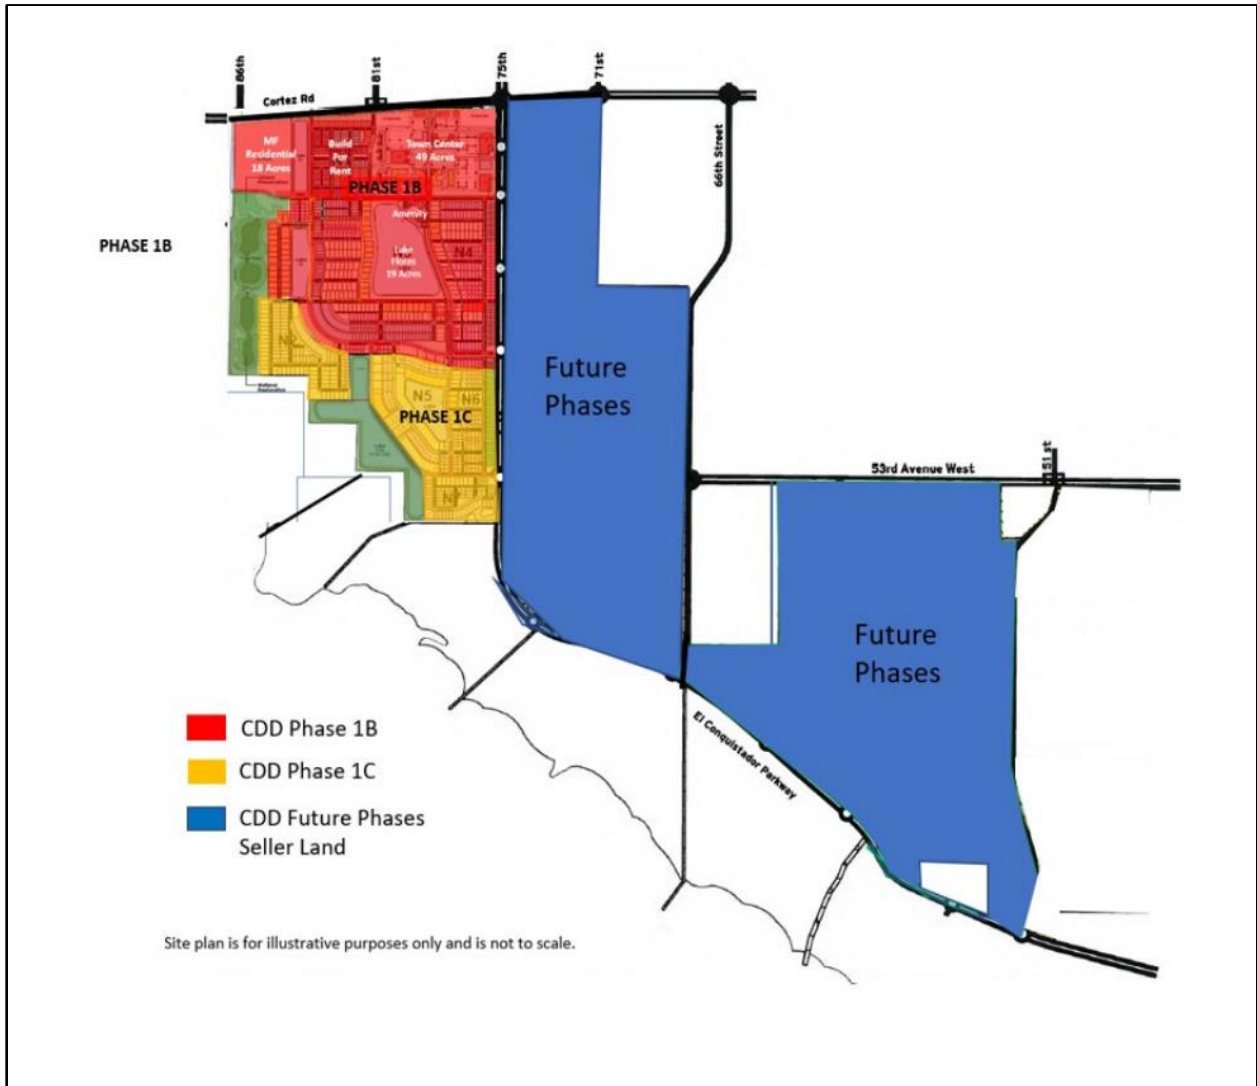 86th
81st
75th
71st
Cortez Rd
MF
Residential
18 Acres
Build
For
Rent
Town Center
49 Acres
66th Street
PHASE 1B
PHASE 1B
Amenity
Lake
Flores
19 Acres
N4
Future
Phases
N5
N6
PHASE 1C
N7
53rd Avenue West
51 st
Future
Phases
El Conquistador Parkway
CDD Phase 1B
CDD Phase 1C
CDD Future Phases
Seller Land
Site plan is for illustrative purposes only and is not to scale.